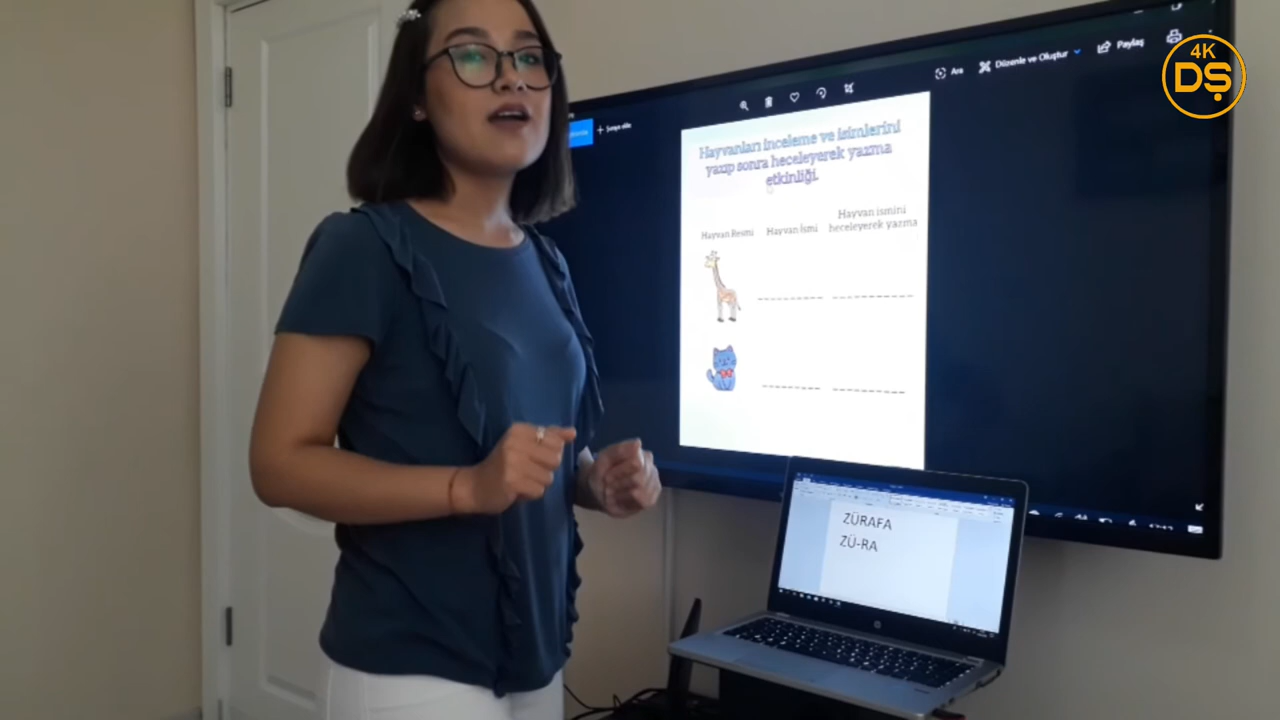 4K
DŞ
Ara
Düzenle ve Oluştur
Paylaş
Hayvanları inceleme ve isimlerini
yazıp sonra heceleyerek yazma
etkinliği.
Hayvan Resmi
Hayvan İsmi
Hayvan ismini
heceleyerek yazma
ZÜRAFA
ZÜ-RA